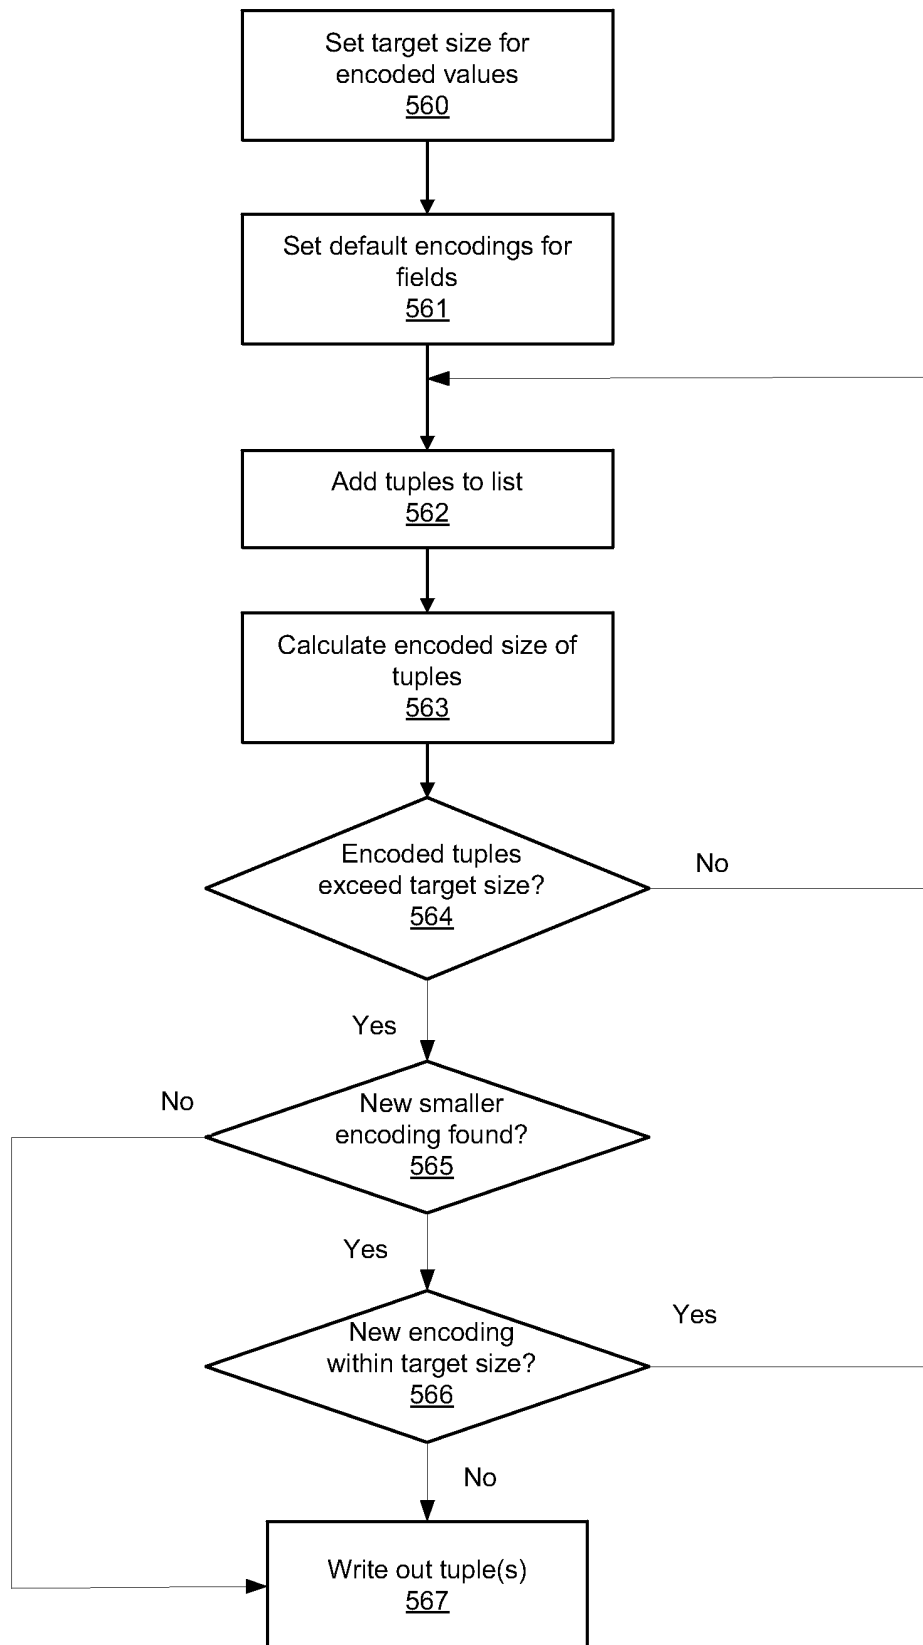 Set target size for
encoded values
560
Set default encodings for
fields
561
Add tuples to list
562
Calculate encoded size of
tuples
563
Encoded tuples
exceed target size?
564
No
Yes
No
New smaller
encoding found?
565
Yes
Yes
New encoding
within target size?
566
No
Write out tuple(s)
567